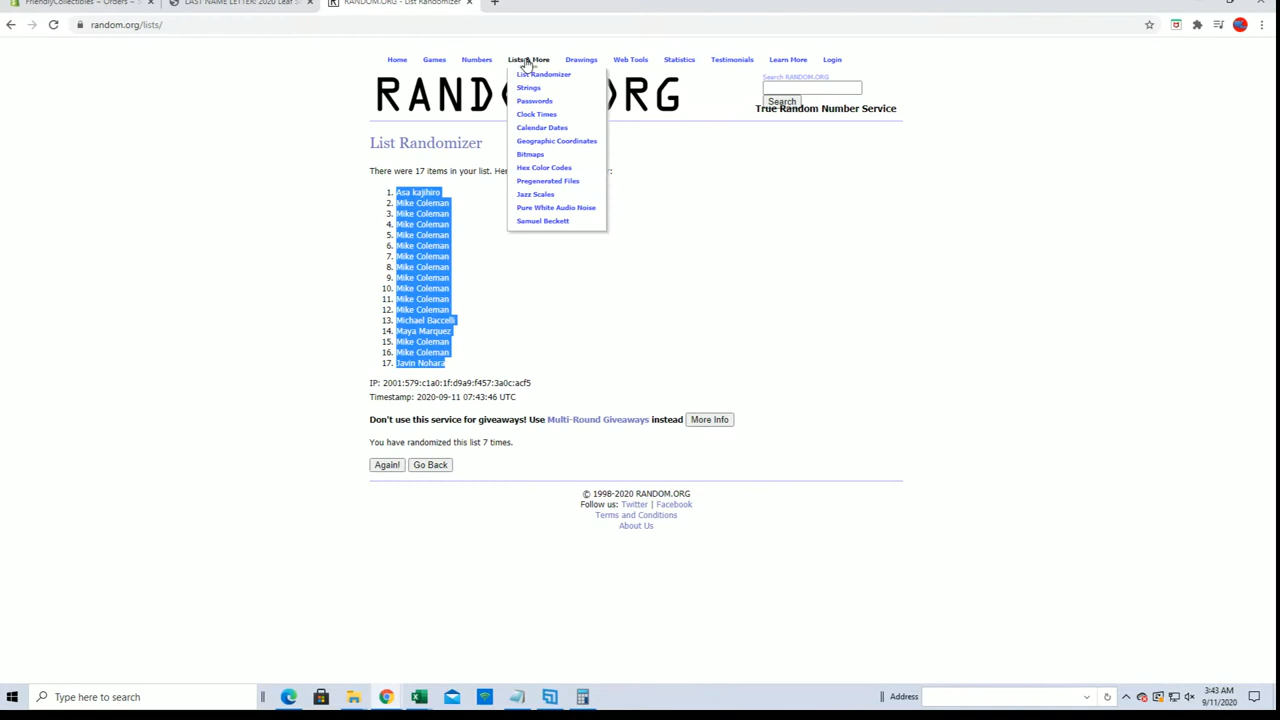 FriendlyCollectibles ~ Orders ~ S
LAST NAME LETTER: 2020 Leaf S
RANDOM.ORG - List Randomizer
random.org/lists/
Home Games Numbers Lists & More Drawings Web Tools Statistics Testimonials Learn More Login
List Randomizer
Strings
Passwords
Clock Times
Calendar Dates
Geographic Coordinates
Bitmaps
Hex Color Codes
Pregenerated Files
Jazz Scales
Pure White Audio Noise
Samuel Beckett
Search RANDOM.ORG
Search
True Random Number Service
List Randomizer
There were 17 items in your list. Her
1. Asa kajihiro
2. Mike Coleman
3. Mike Coleman
4. Mike Coleman
5. Mike Coleman
6. Mike Coleman
7. Mike Coleman
8. Mike Coleman
9. Mike Coleman
10. Mike Coleman
11. Mike Coleman
12. Mike Coleman
13. Michael Baccelli
14. Maya Marquez
15. Mike Coleman
16. Mike Coleman
17. Javin Nohara
IP: 2001:579:c1a0:1f:d9a9:f457:3a0c:acf5
Timestamp: 2020-09-11 07:43:46 UTC
Don't use this service for giveaways! Use Multi-Round Giveaways instead More Info
You have randomized this list 7 times.
Again! Go Back
© 1998-2020 RANDOM.ORG
Follow us: Twitter | Facebook
Terms and Conditions
About Us
Type here to search
Address
3:43 AM
9/11/2020